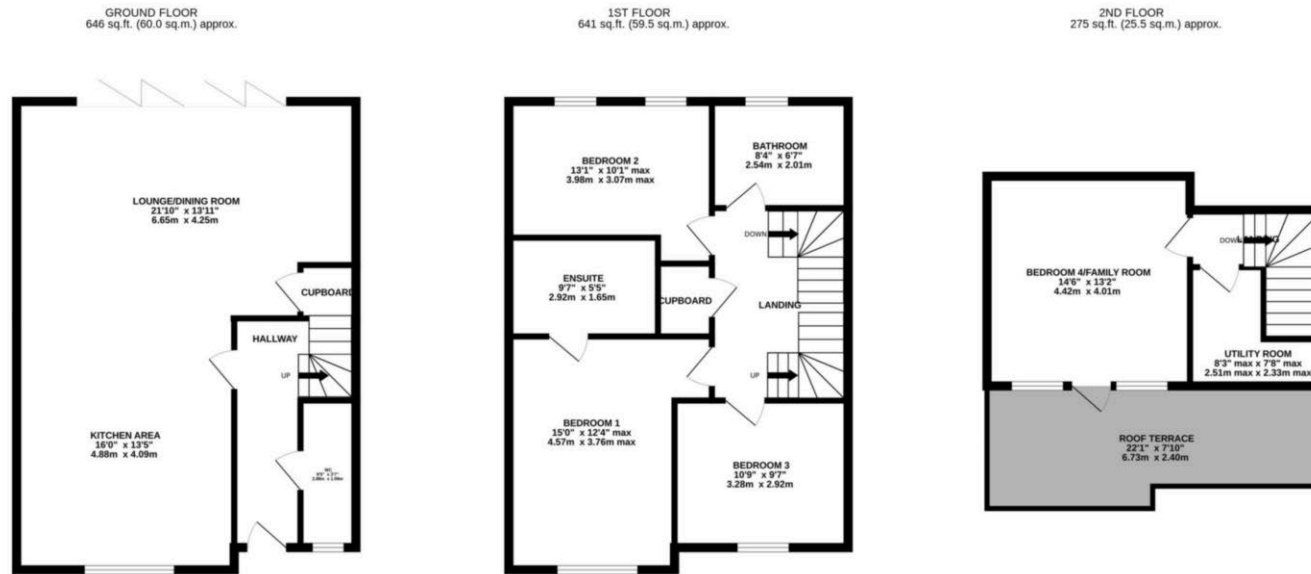 GROUND FLOOR
646 sq.ft. (60.0 sq.m.) approx.
1ST FLOOR
641 sq.ft. (59.5 sq.m.) approx.
2ND FLOOR
275 sq.ft. (25.5 sq.m.) approx.
LOUNGE/DINING ROOM
21'10" x 13'11"
6.65m x 4.25m
CUPBOARD
HALLWAY
UP
KITCHEN AREA
16'0" x 13'5"
4.88m x 4.09m
WC
BEDROOM 2
13'1" x 10'1" max
3.98m x 3.07m max
BATHROOM
8'4" x 6'7"
2.54m x 2.01m
DOWN
ENSUITE
9'7" x 5'5"
2.92m x 1.65m
CUPBOARD
LANDING
UP
BEDROOM 1
15'0" x 12'4" max
4.57m x 3.76m max
BEDROOM 3
10'9" x 9'7"
3.28m x 2.92m
LANDING
DOWN
BEDROOM 4/FAMILY ROOM
14'6" x 13'2"
4.42m x 4.01m
UTILITY ROOM
8'3" max x 7'8" max
2.51m max x 2.33m max
ROOF TERRACE
22'1" x 7'10"
6.73m x 2.40m